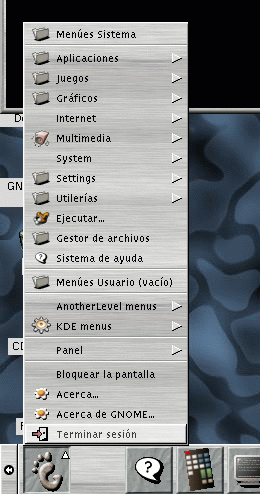 Menúes Sistema
Aplicaciones
Juegos
Gráficos
Internet
Multimedia
System
Settings
Utilerías
Ejecutar...
Gestor de archivos
Sistema de ayuda
Menúes Usuario (vacío)
AnotherLevel menus
KDE menus
Panel
Bloquear la pantalla
Acerca...
Acerca de GNOME...
Terminar sesión